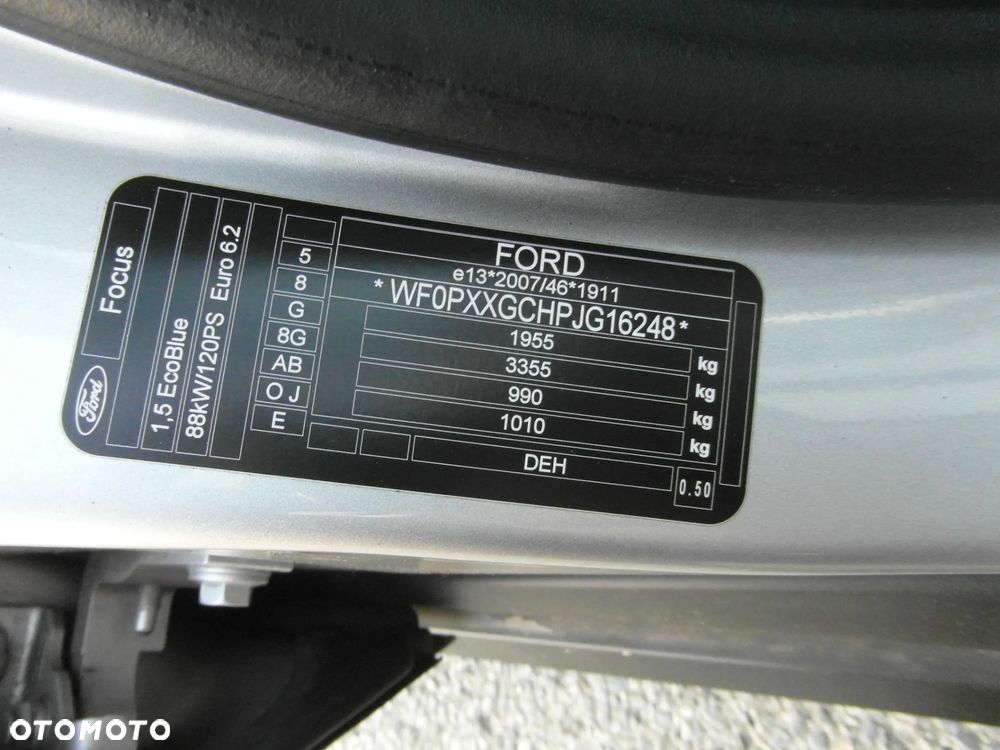 Focus
Ford
1,5 EcoBlue
88kW/120PS Euro 6.2
5
8
G
8G
AB
O J
E
FORD
e13*2007/46*1911
*WF0PXXGCHPJG16248*
1955 kg
3355 kg
990 kg
1010 kg
DEH
0.50
OTOMOTO